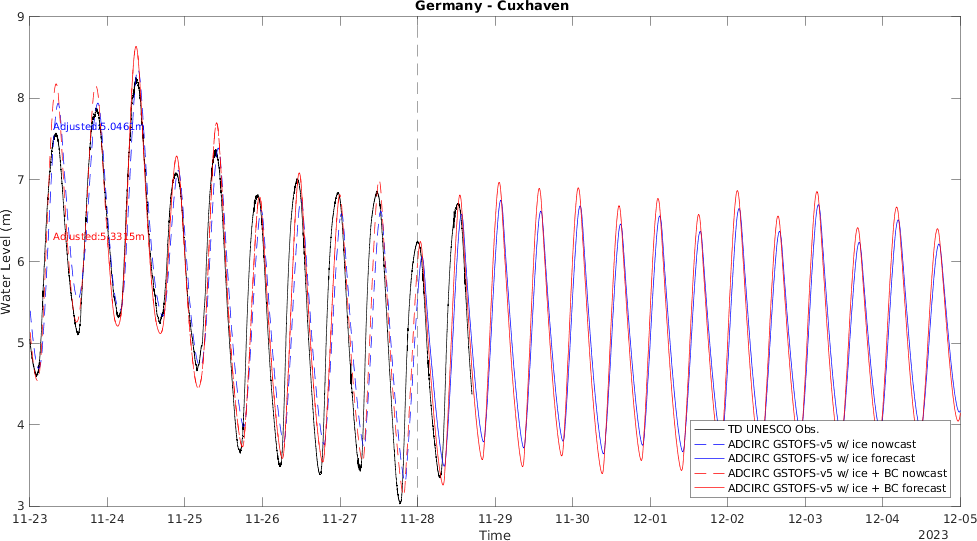 Germany - Cuxhaven
9
8
7
6
5
4
3
Water Level (m)
Adjusted:5.0461m
Adjusted:5.3315m
TD UNESCO Obs.
ADCIRC GSTOFS-v5 w/ ice nowcast
ADCIRC GSTOFS-v5 w/ ice forecast
ADCIRC GSTOFS-v5 w/ ice + BC nowcast
ADCIRC GSTOFS-v5 w/ ice + BC forecast
11-23 11-24 11-25 11-26 11-27 11-28 11-29 11-30 12-01 12-02 12-03 12-04 12-05
Time
2023